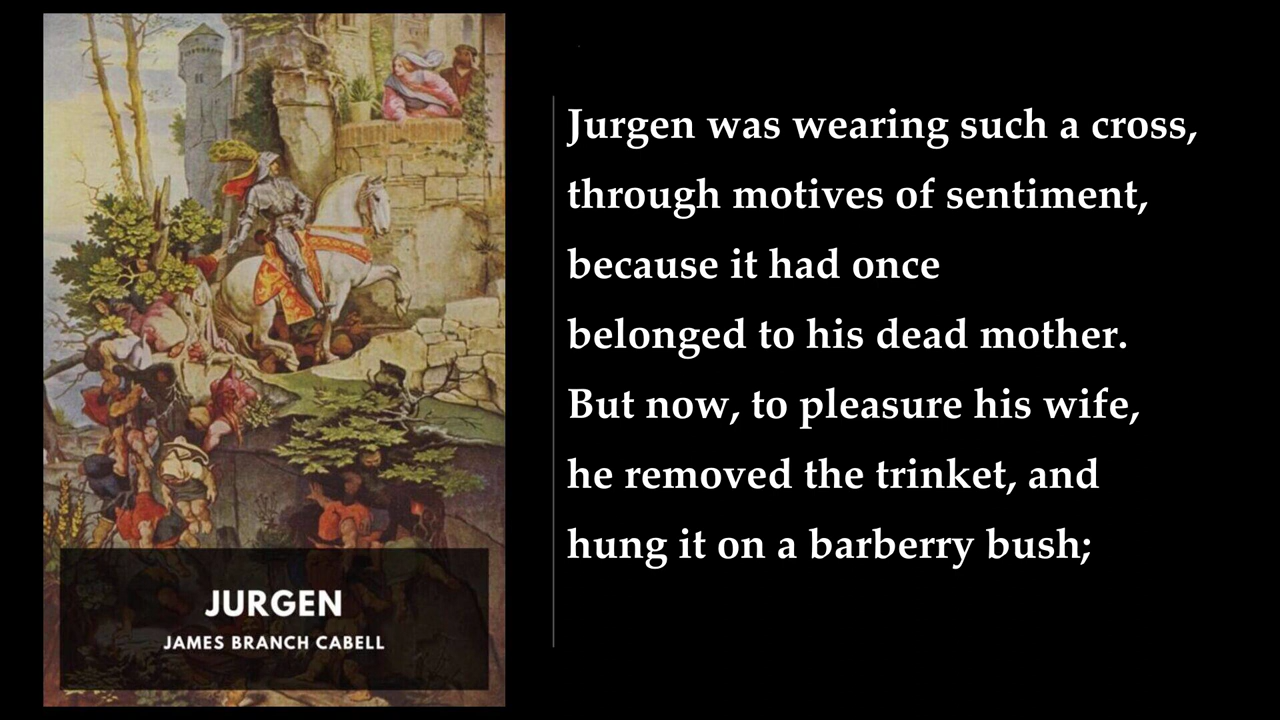 Jurgen was wearing such a cross,
through motives of sentiment,
because it had once
belonged to his dead mother.
But now, to pleasure his wife,
he removed the trinket, and
hung it on a barberry bush;
JURGEN
JAMES BRANCH CABELL